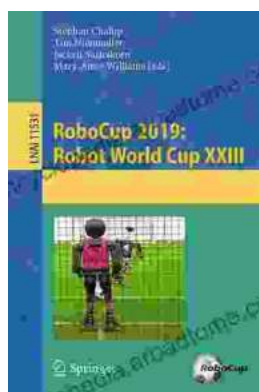 Stephan Chalup
Tim Niemueller
Jackrit Suthakorn
Mary-Anne Williams (Eds.)
LNAI 11531
RoboCup 2019:
Robot World Cup XXIII
Springer
RoboCup